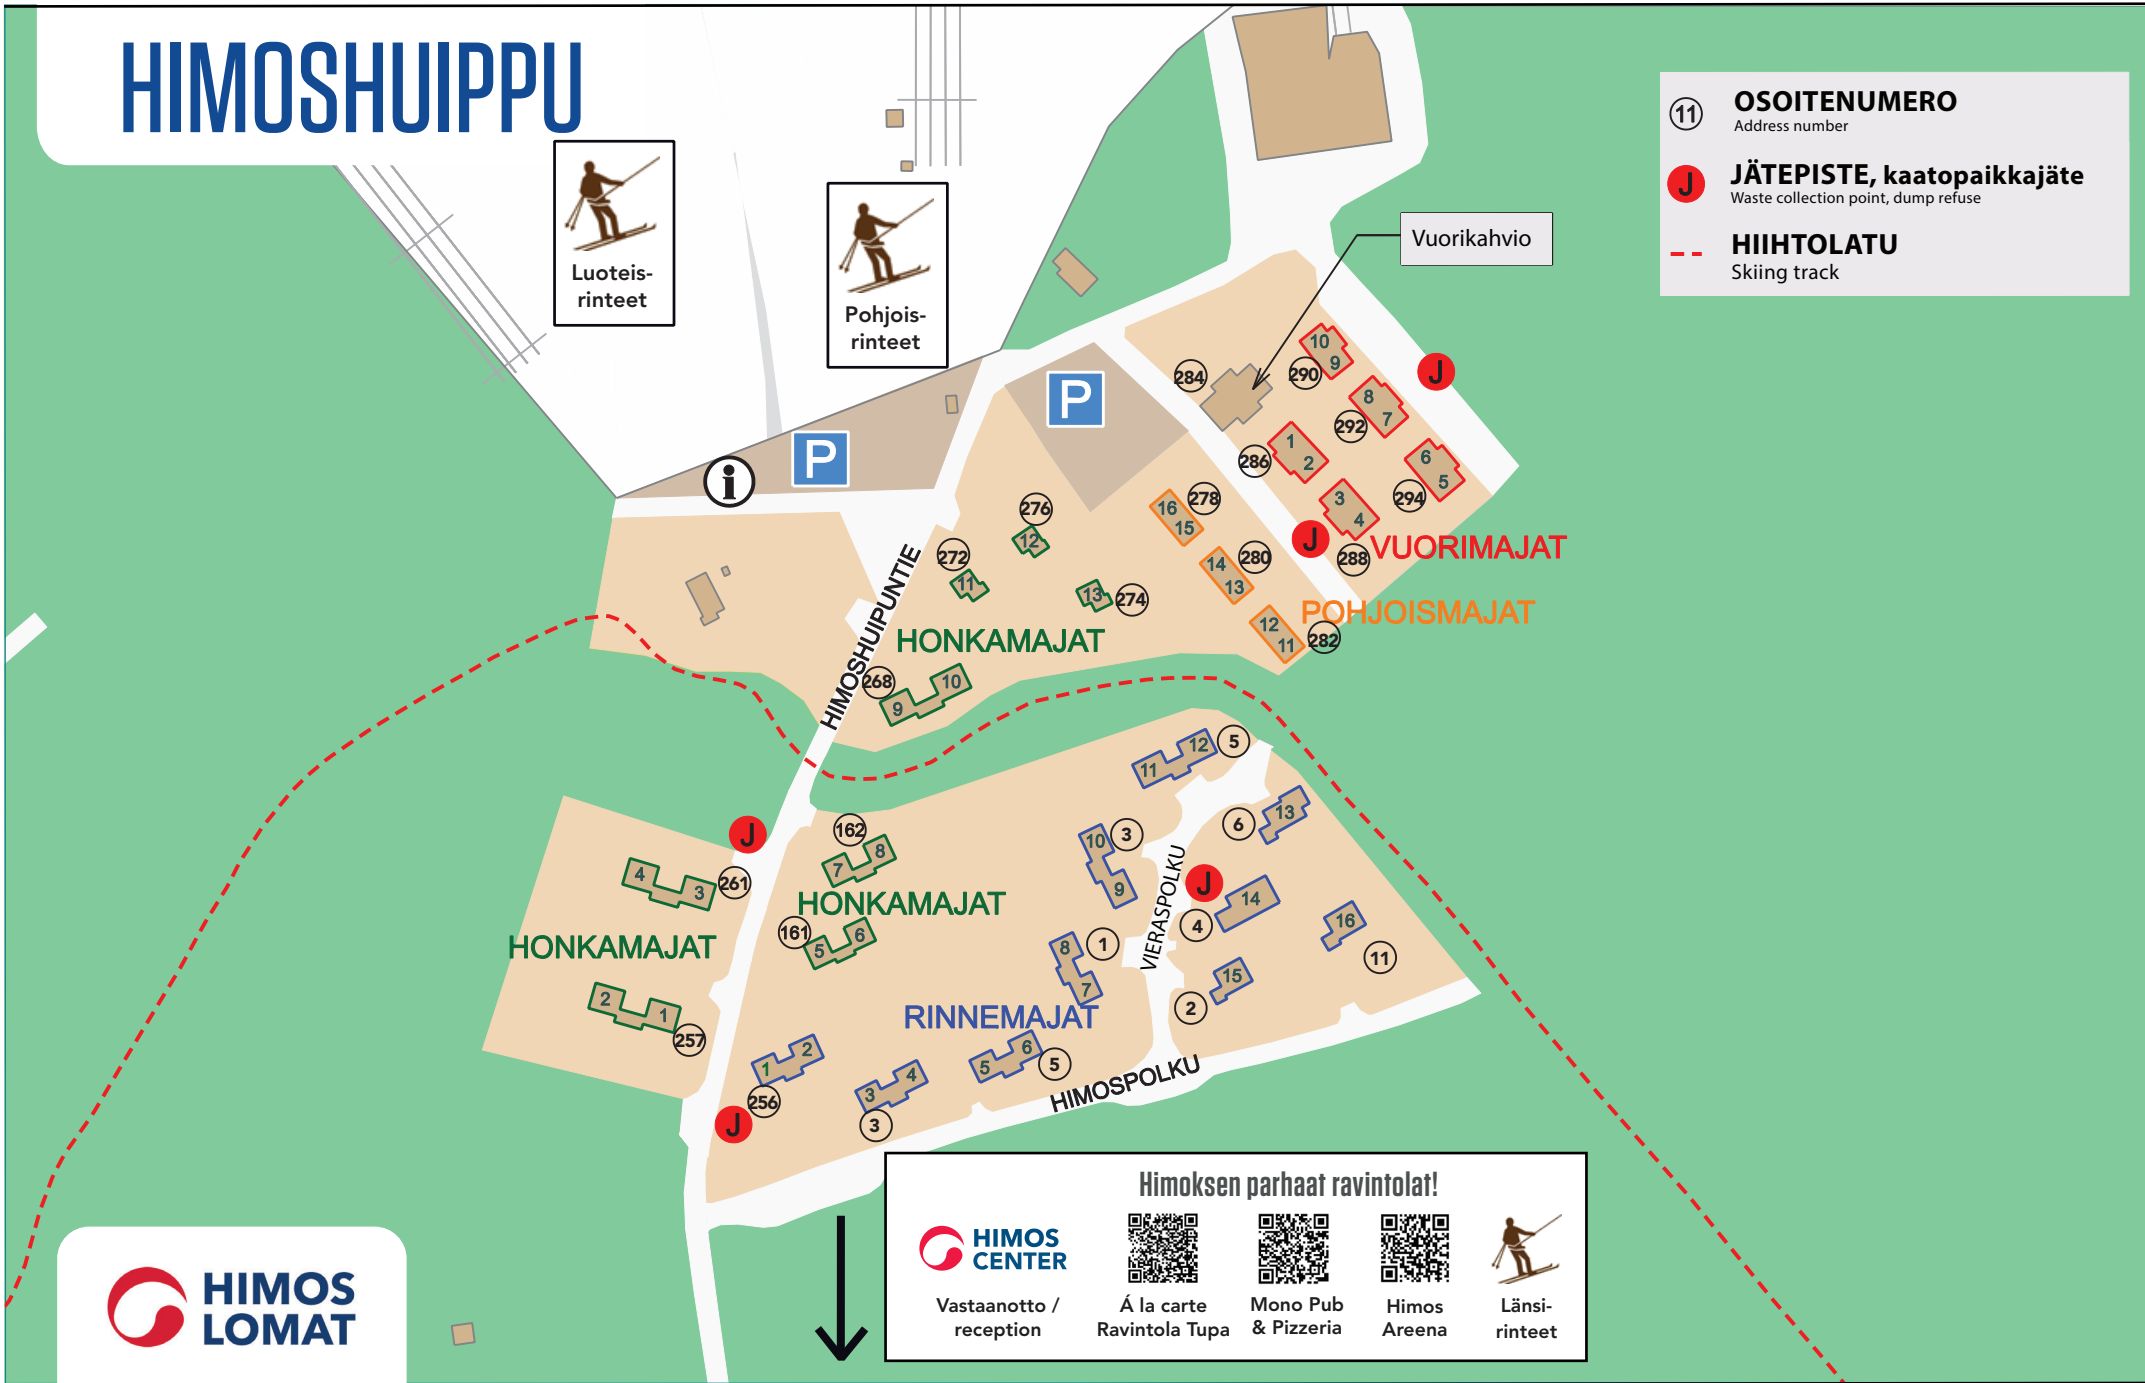 HIMOSHUIPPU
Luoteis-
rinteet
Pohjois-
rinteet
Vuorikahvio
11
OSOITENUMERO
Address number
J
JÄTEPISTE, kaatopaikkajäte
Waste collection point, dump refuse
HIIHTOLATU
Skiing track
P
P
i
284
290
10
9
J
8
7
292
286
1
2
6
5
294
3
4
J
288
VUORIMAJAT
276
12
272
11
13
274
16
15
278
14
13
280
12
11
282
POHJOISMAJAT
HONKAMAJAT
HIMOSHUIPUNTIE
268
9
10
11
12
5
J
162
7
8
4
3
261
HONKAMAJAT
161
5
6
HONKAMAJAT
2
1
257
10
9
3
6
13
VIERASPOLKU
J
14
4
16
11
8
7
1
15
2
RINNEMAJAT
1
2
256
J
3
4
3
5
6
5
HIMOSPOLKU
Himoksen parhaat ravintolat!
HIMOS
CENTER
Vastaanotto /
reception
Á la carte
Ravintola Tupa
Mono Pub
& Pizzeria
Himos
Areena
Länsi-
rinteet
HIMOS
LOMAT